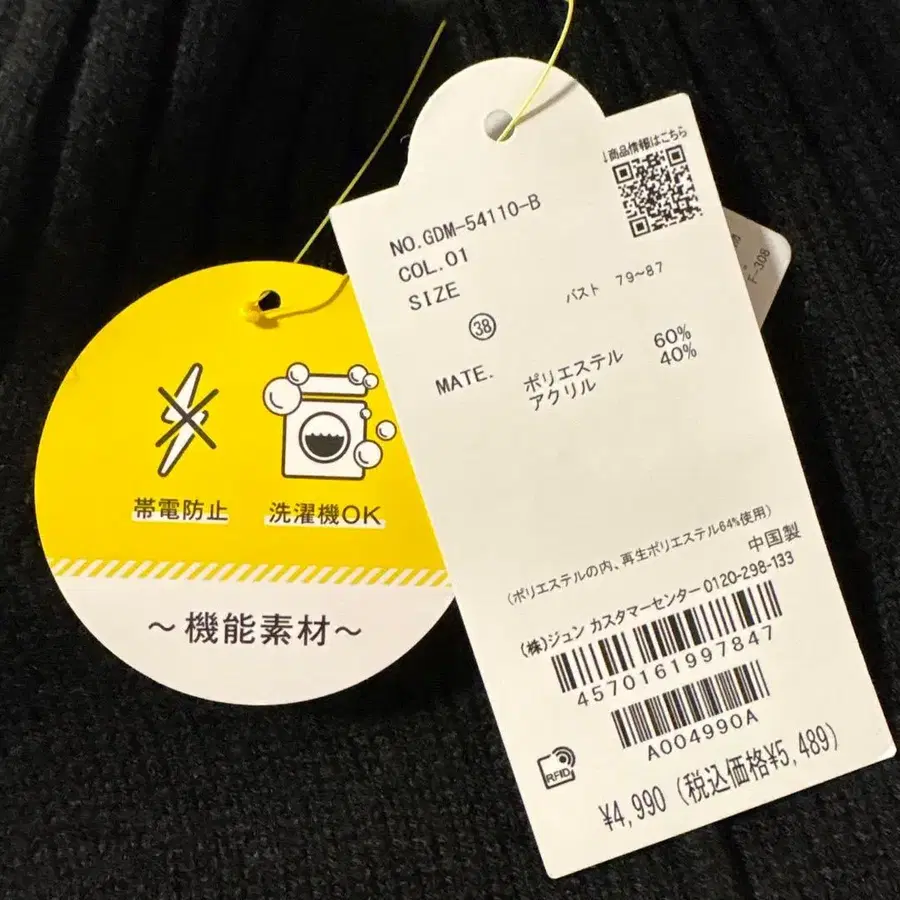 商品情報はこちら
NO.GDM-54110-B
COL.01
SIZE
バスト 79~87
38
MATE.
ポリエステル 60%
アクリル 40%
(ポリエステルの内、再生ポリエステル64%使用)
中国製
(株)ジュン カスタマーセンター 0120-298-133
4570161997847
A004990A
RFID
¥4,990 (税込価格¥5,489)
F-308
帯電防止
洗濯機OK
~機能素材~